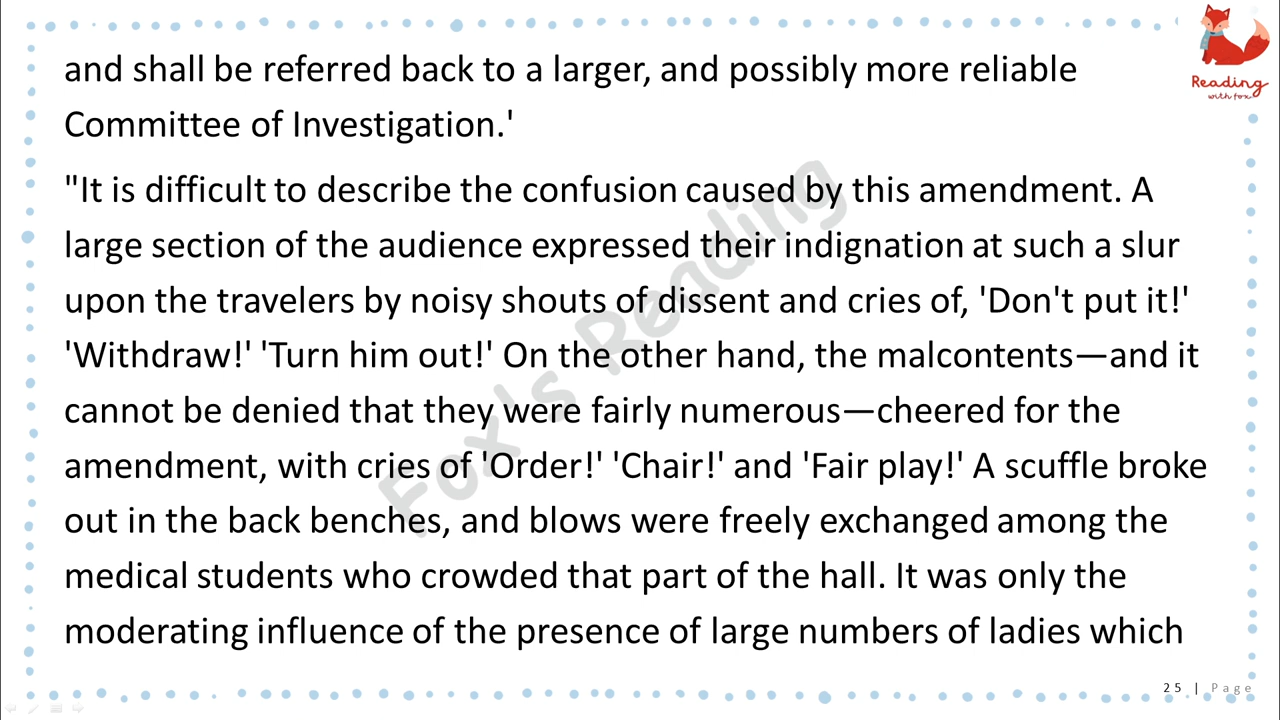 Reading
with fox
and shall be referred back to a larger, and possibly more reliable
Committee of Investigation.'
"It is difficult to describe the confusion caused by this amendment. A
large section of the audience expressed their indignation at such a slur
upon the travelers by noisy shouts of dissent and cries of, 'Don't put it!'
'Withdraw!' 'Turn him out!' On the other hand, the malcontents—and it
cannot be denied that they were fairly numerous—cheered for the
amendment, with cries of 'Order!' 'Chair!' and 'Fair play!' A scuffle broke
out in the back benches, and blows were freely exchanged among the
medical students who crowded that part of the hall. It was only the
moderating influence of the presence of large numbers of ladies which
Fox's Reading
25 | Page